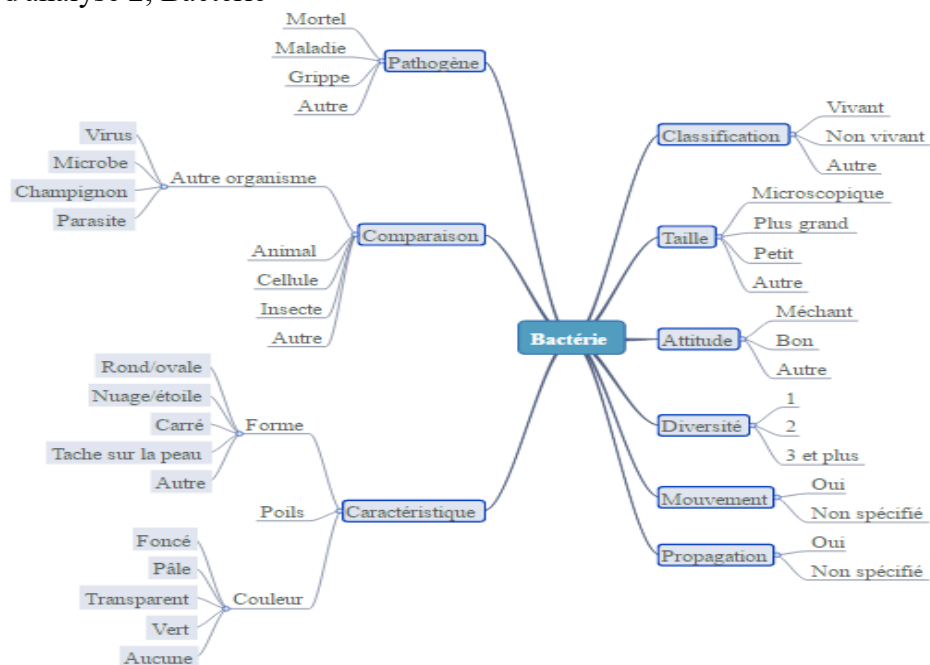 d'analyse 2, Bactérie
Mortel
Maladie
Grippe
Autre
Pathogène
Virus
Microbe
Champignon
Parasite
Autre organisme
Animal
Cellule
Insecte
Autre
Comparaison
Rond/ovale
Nuage/étoile
Carré
Tache sur la peau
Autre
Forme
Poils
Foncé
Pâle
Transparent
Vert
Aucune
Couleur
Caractéristique
Bactérie
Classification
Vivant
Non vivant
Autre
Taille
Microscopique
Plus grand
Petit
Autre
Attitude
Méchant
Bon
Autre
Diversité
1
2
3 et plus
Mouvement
Oui
Non spécifié
Propagation
Oui
Non spécifié